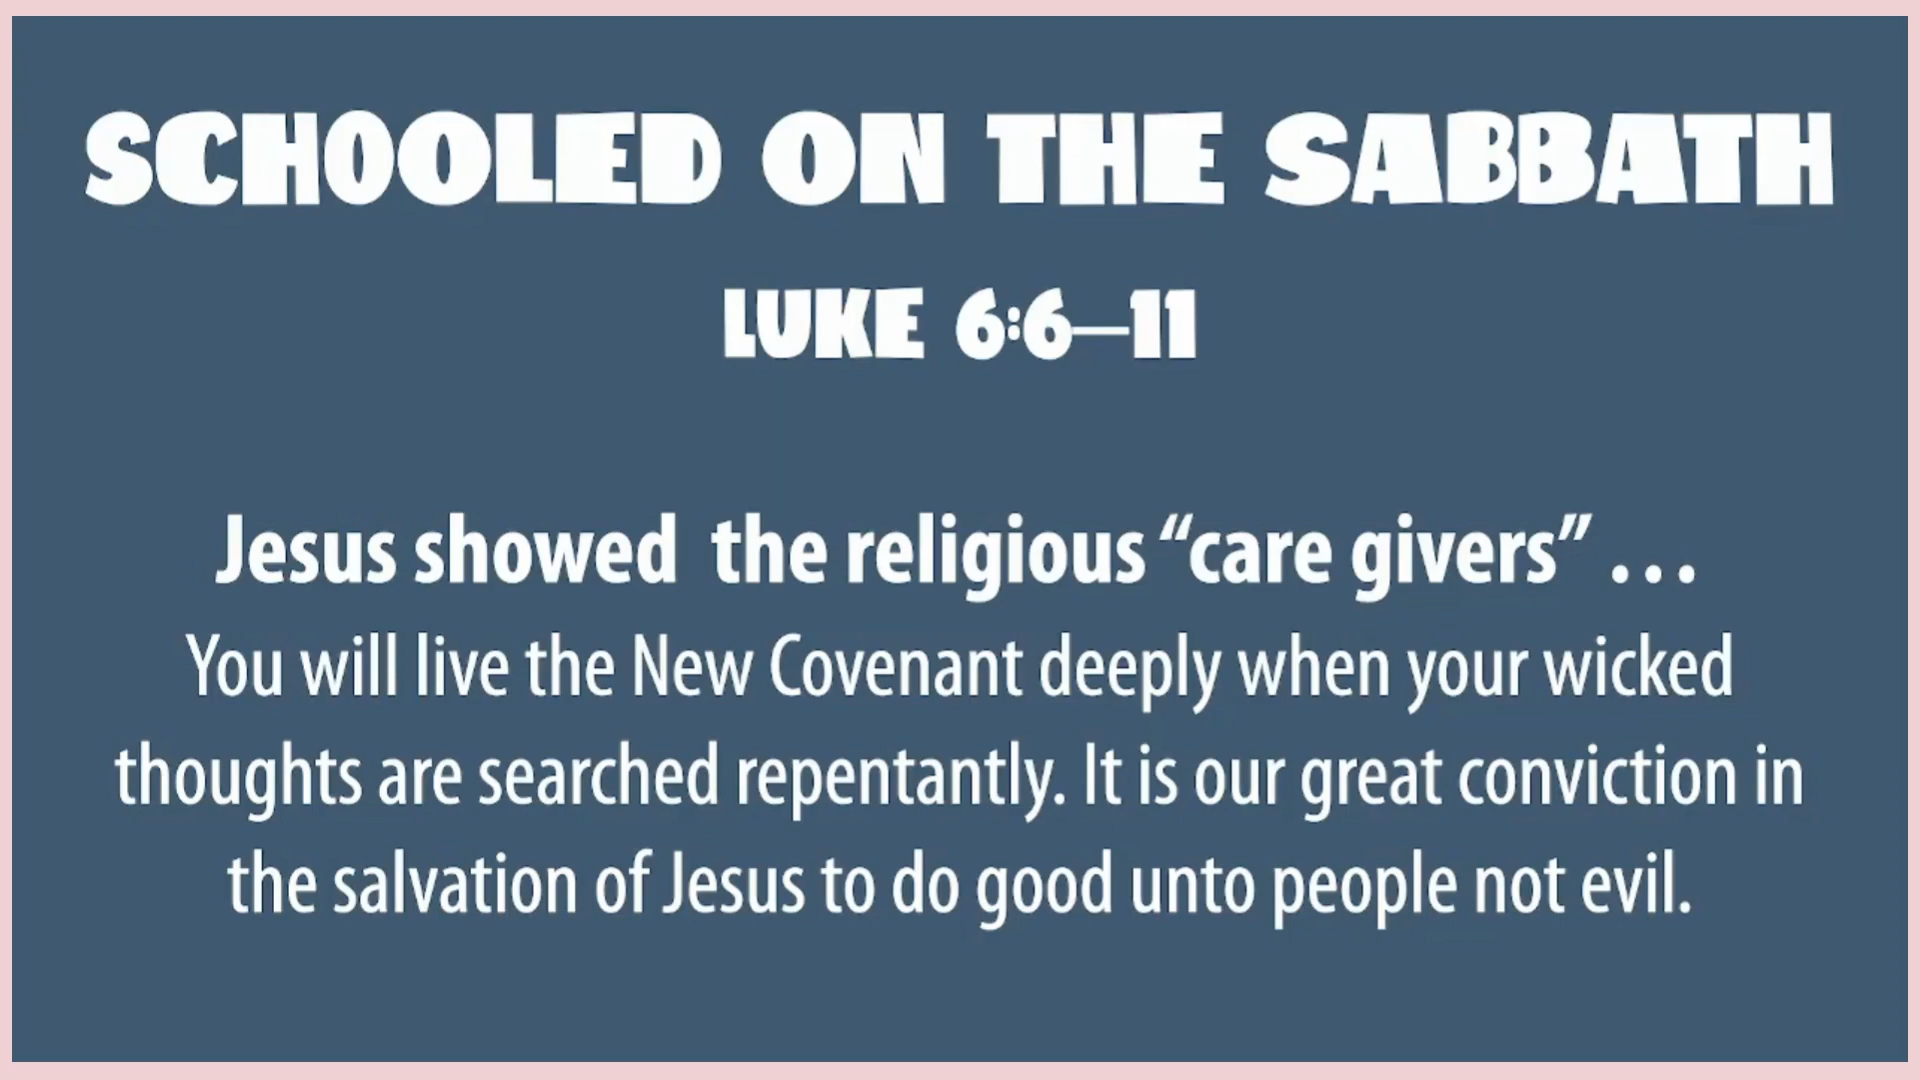 SCHOOLED ON THE SABBATH
LUKE 6:6–11
Jesus showed  the religious “care givers” . . .
You will live the New Covenant deeply when your wicked
thoughts are searched repentantly. It is our great conviction in
the salvation of Jesus to do good unto people not evil.